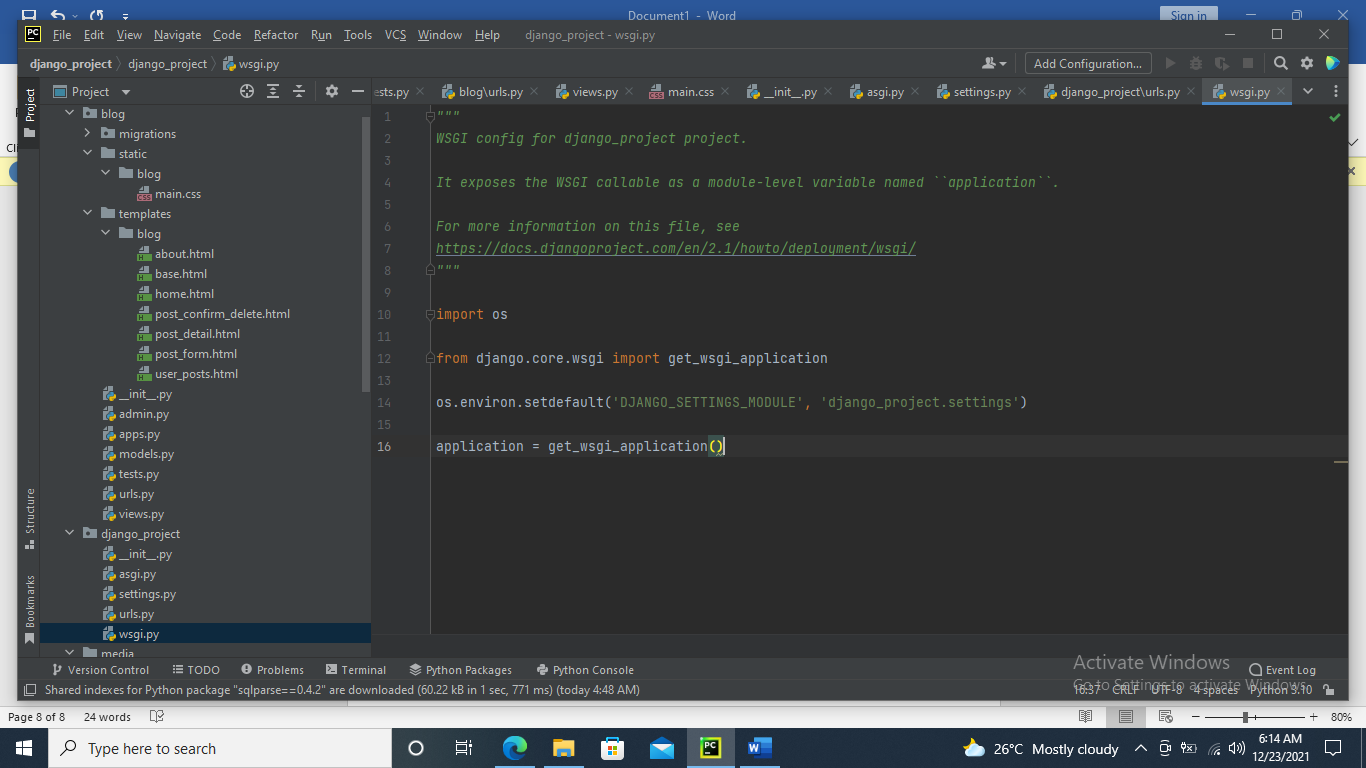 Document1 - Word
Sign in
File Edit View Navigate Code Refactor Run Tools VCS Window Help django_project - wsgi.py
django_project django_project wsgi.py
Add Configuration...
Project
ests.py blog\urls.py views.py main.css __init__.py asgi.py settings.py django_project\urls.py wsgi.py
Project
blog
migrations
static
blog
main.css
templates
blog
about.html
base.html
home.html
post_confirm_delete.html
post_detail.html
post_form.html
user_posts.html
__init__.py
admin.py
apps.py
models.py
tests.py
urls.py
views.py
django_project
__init__.py
asgi.py
settings.py
urls.py
wsgi.py
media
Structure
Bookmarks
1 """
2 WSGI config for django_project project.
3
4 It exposes the WSGI callable as a module-level variable named ``application``.
5
6 For more information on this file, see
7 https://docs.djangoproject.com/en/2.1/howto/deployment/wsgi/
8 """
9
10 import os
11
12 from django.core.wsgi import get_wsgi_application
13
14 os.environ.setdefault('DJANGO_SETTINGS_MODULE', 'django_project.settings')
15
16 application = get_wsgi_application()
Version Control TODO Problems Terminal Python Packages Python Console
Event Log
Activate Windows
Go to Settings to activate Windows.
Shared indexes for Python package "sqlparse==0.4.2" are downloaded (60.22 kB in 1 sec, 771 ms) (today 4:48 AM)
16:37 CRLF UTF-8 4 spaces Python 3.10
Page 8 of 8 24 words
80%
Type here to search
26°C Mostly cloudy
6:14 AM
12/23/2021